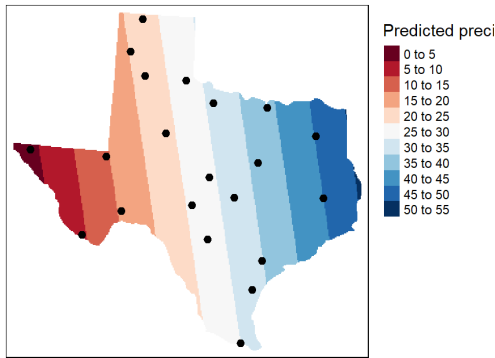 Predicted preci
0 to 5
5 to 10
10 to 15
15 to 20
20 to 25
25 to 30
30 to 35
35 to 40
40 to 45
45 to 50
50 to 55